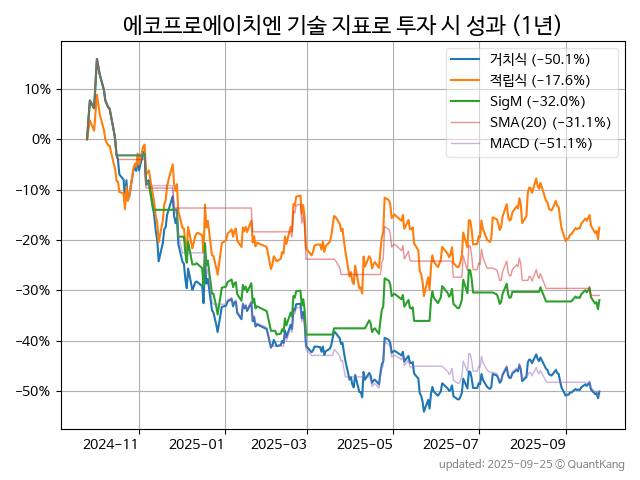 에코프로에이치엔 기술 지표로 투자 시 성과 (1년)
거치식 (−50.1%)
적립식 (−17.6%)
SigM (−32.0%)
SMA(20) (−31.1%)
MACD (−51.1%)
10%
0%
−10%
−20%
−30%
−40%
−50%
2024-11 2025-01 2025-03 2025-05 2025-07 2025-09
updated: 2025-09-25 © QuantKang